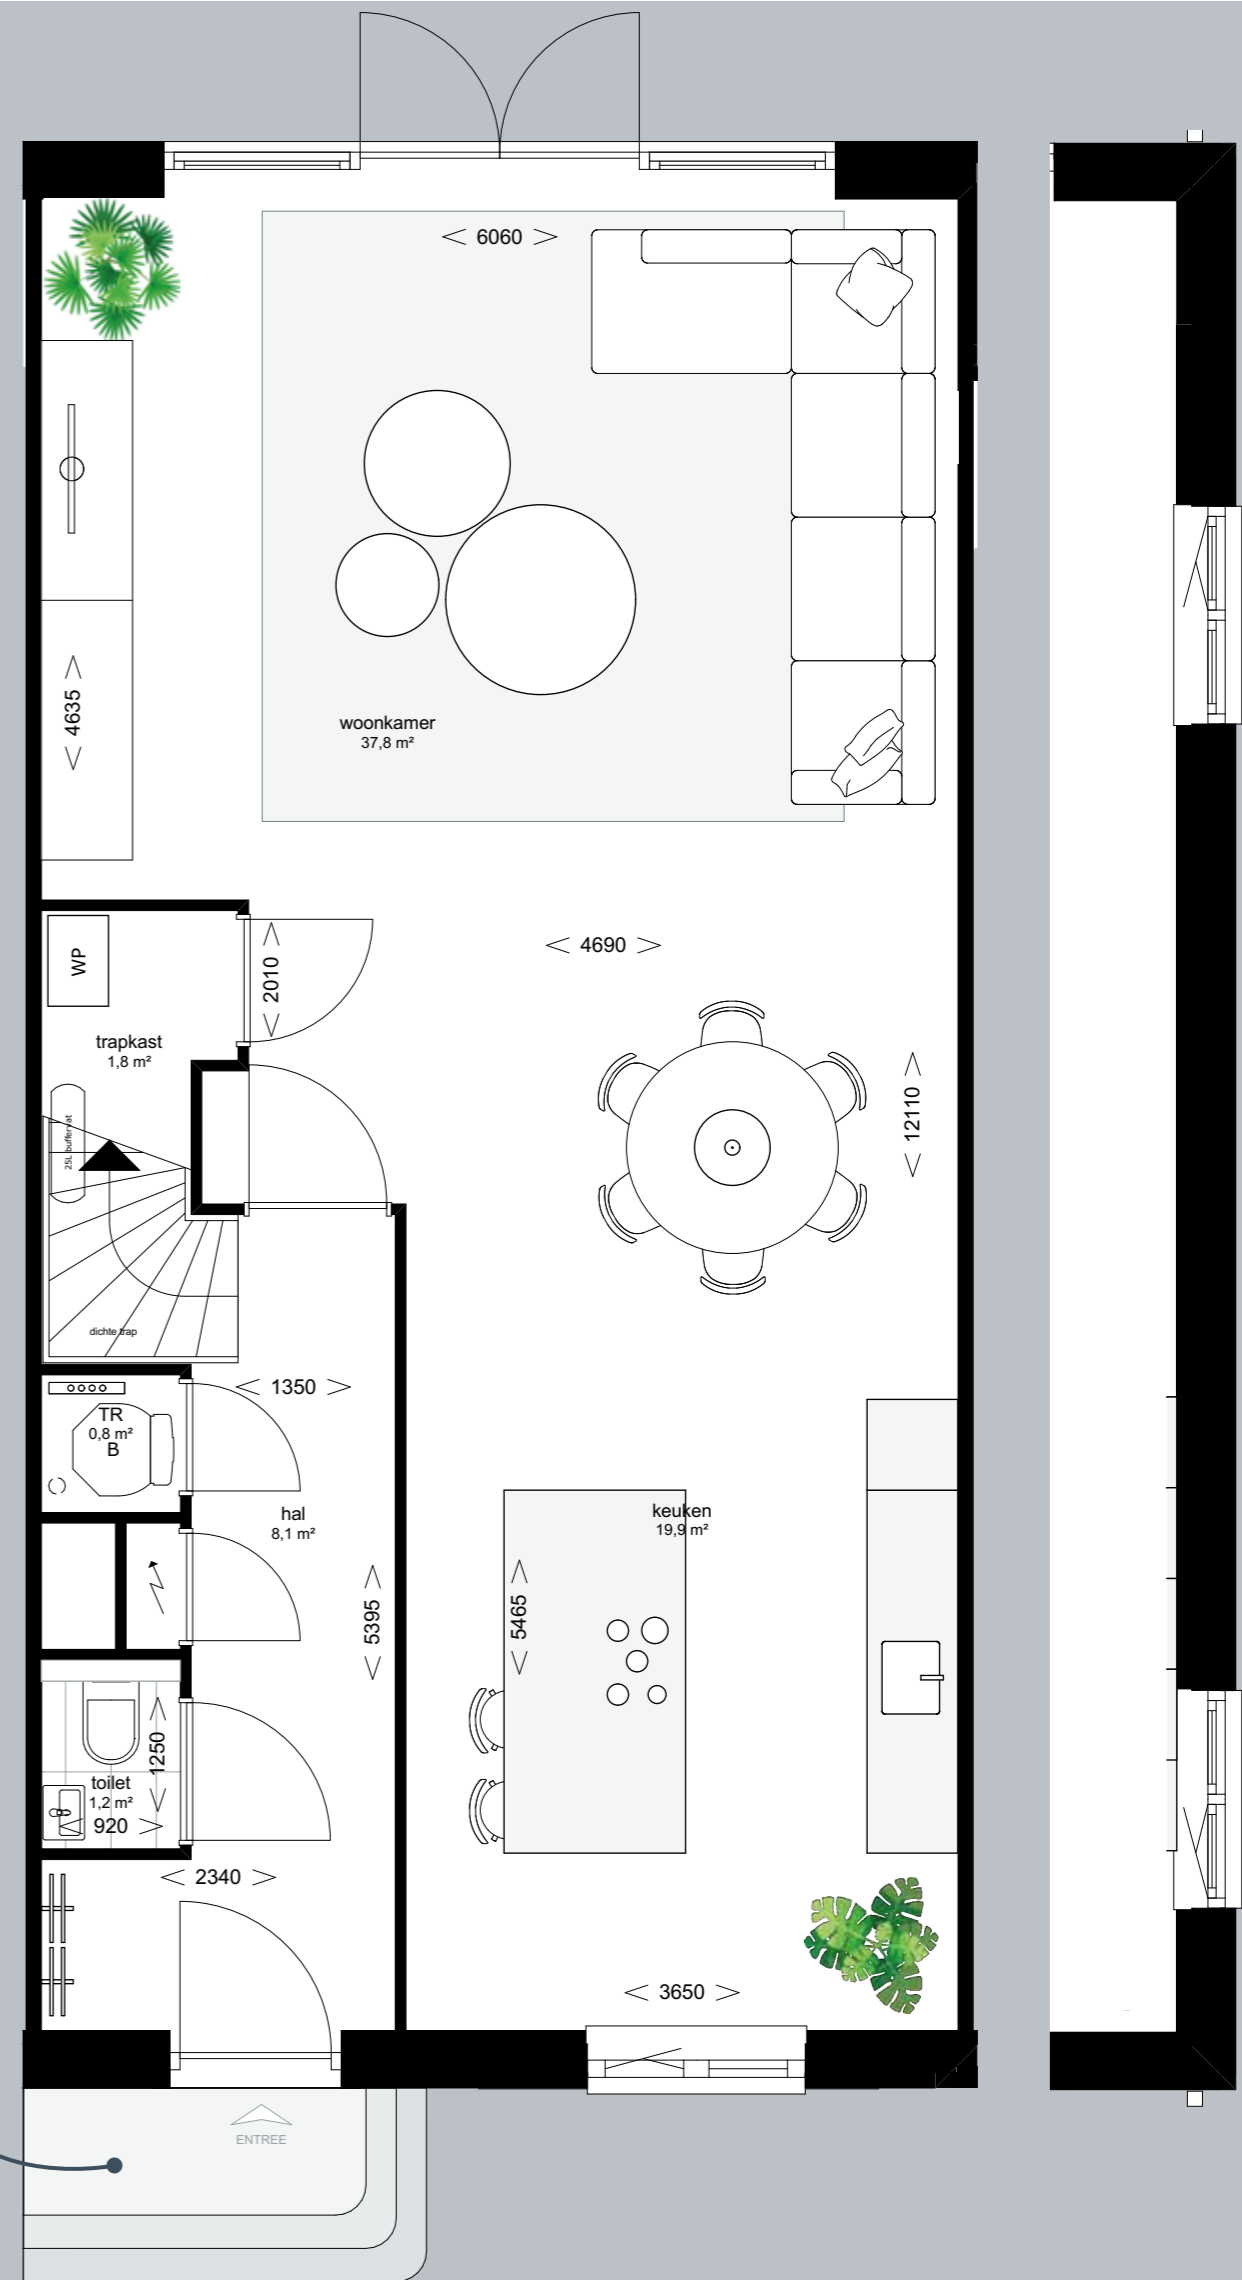 6060
4635
woonkamer
37,8 m²
WP
2010
4690
trapkast
1,8 m²
25L buffervat
12110
dichte trap
1350
TR
0,8 m²
B
hal
8,1 m²
keuken
19,9 m²
5395
5465
1250
toilet
1,2 m²
920
2340
3650
ENTREE